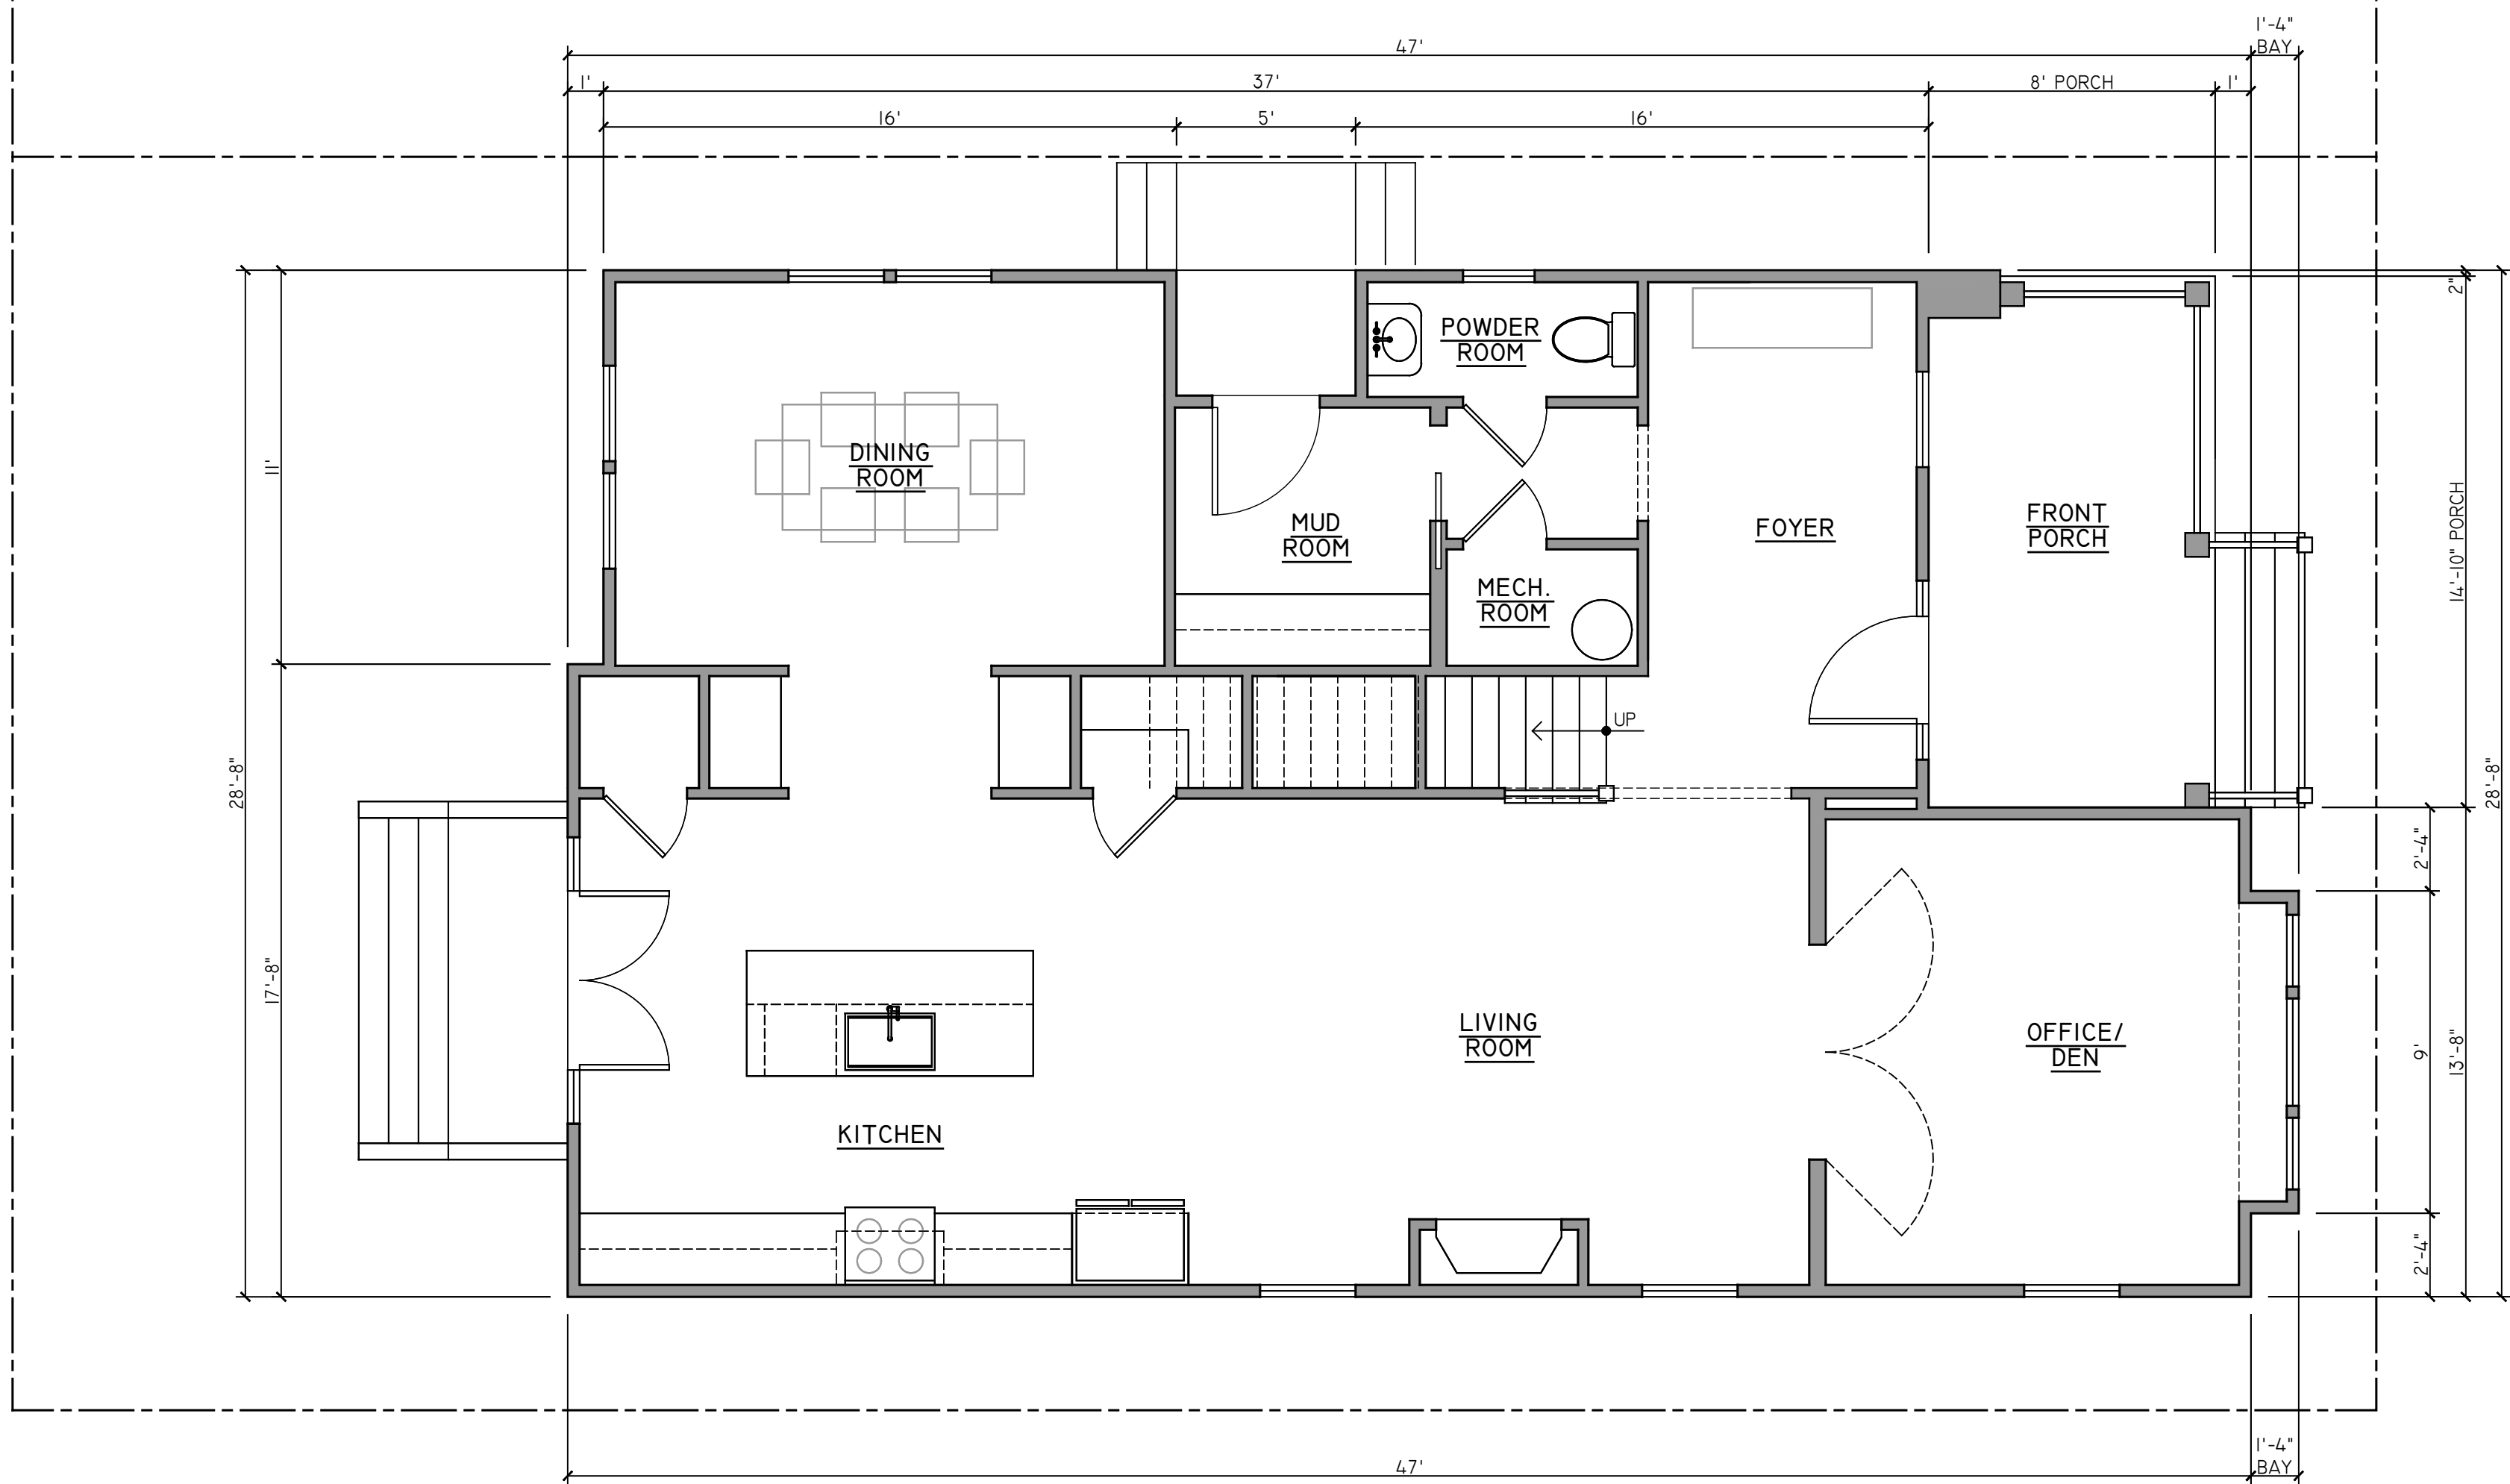 1'-4"
BAY
47'
1'
37'
8' PORCH
1'
16'
5'
16'
POWDER
ROOM
2"
DINING
ROOM
11'
MUD
ROOM
FOYER
FRONT
PORCH
14'-10" PORCH
MECH.
ROOM
UP
28'-8"
28'-8"
2'-4"
17'-8"
LIVING
ROOM
OFFICE/
DEN
9'
13'-8"
KITCHEN
2'-4"
1'-4"
BAY
47'